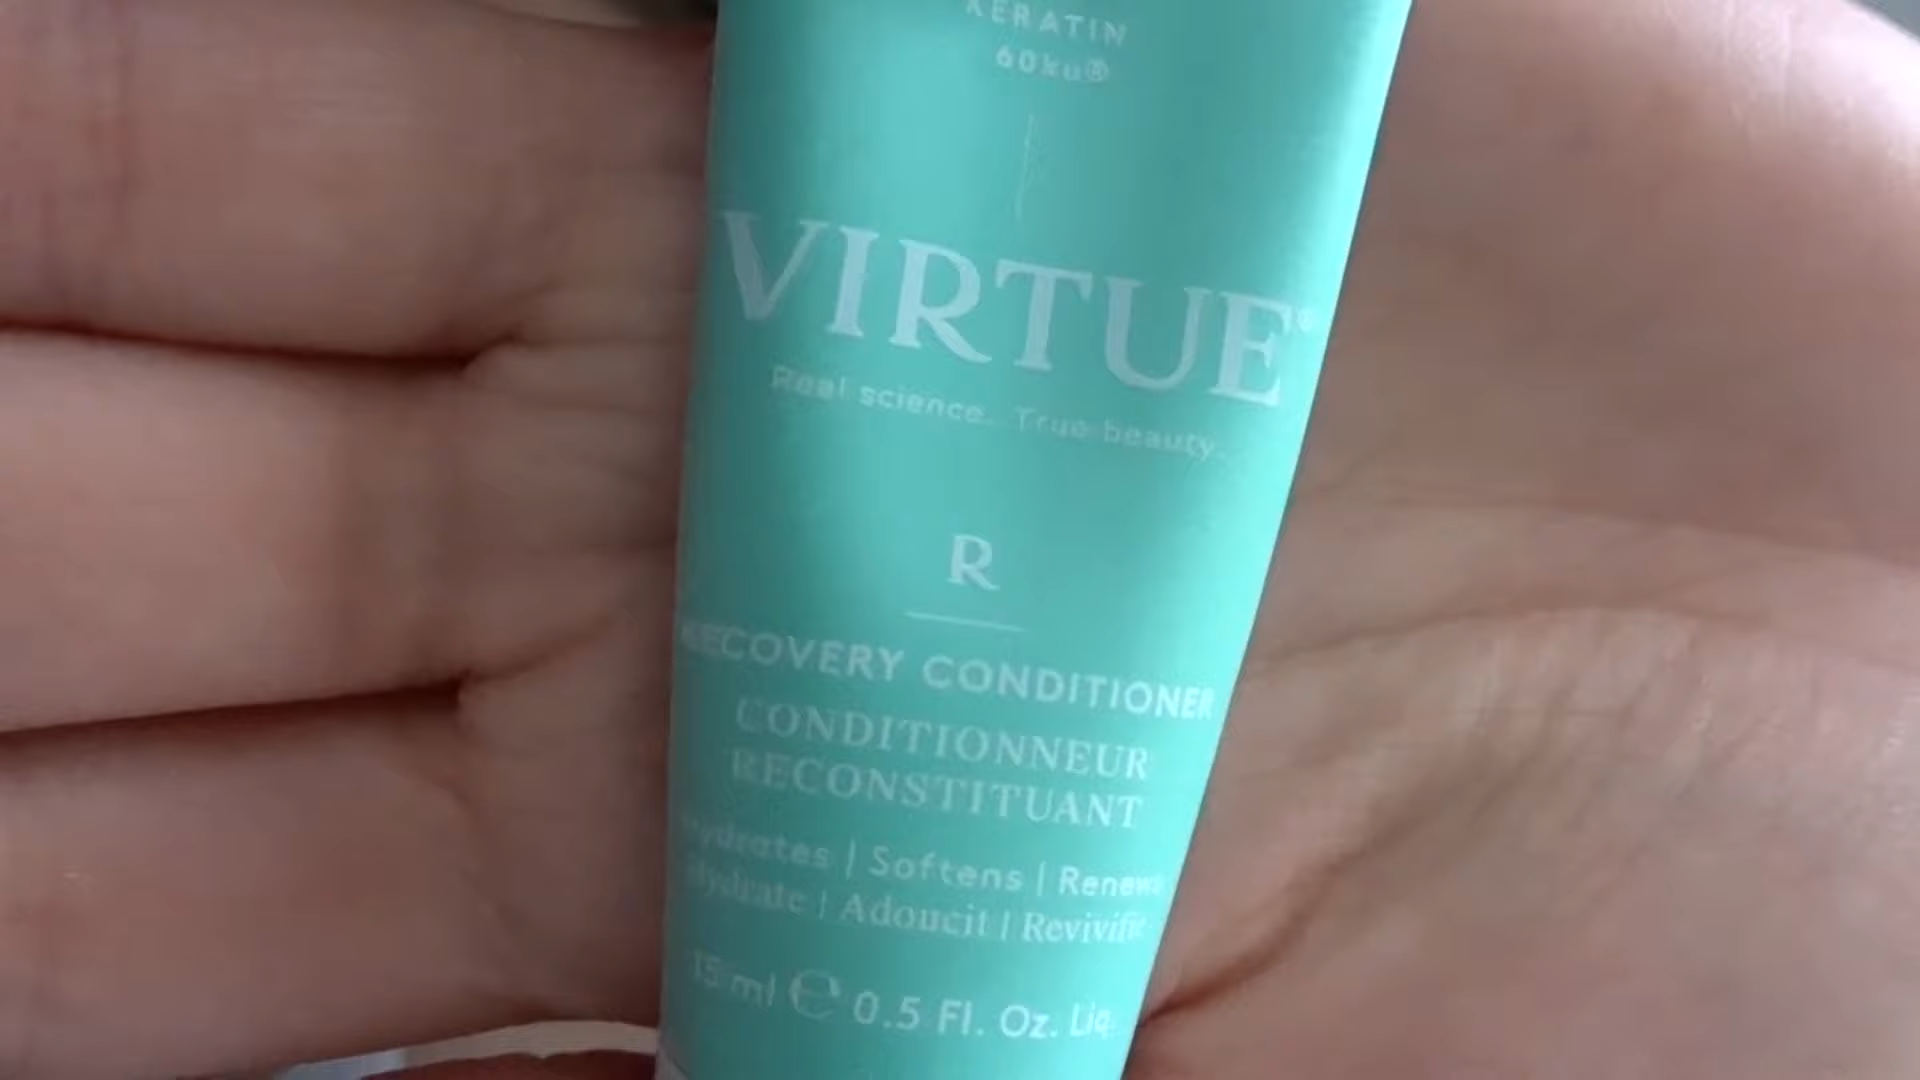 KERATIN
60ku®
VIRTUE®
Real science. True beauty.
R
RECOVERY CONDITIONER
CONDITIONNEUR
RECONSTITUANT
Hydrates | Softens | Renews
Hydrate | Adoucit | Revivifie
15 ml ℮ 0.5 Fl. Oz. Liq.